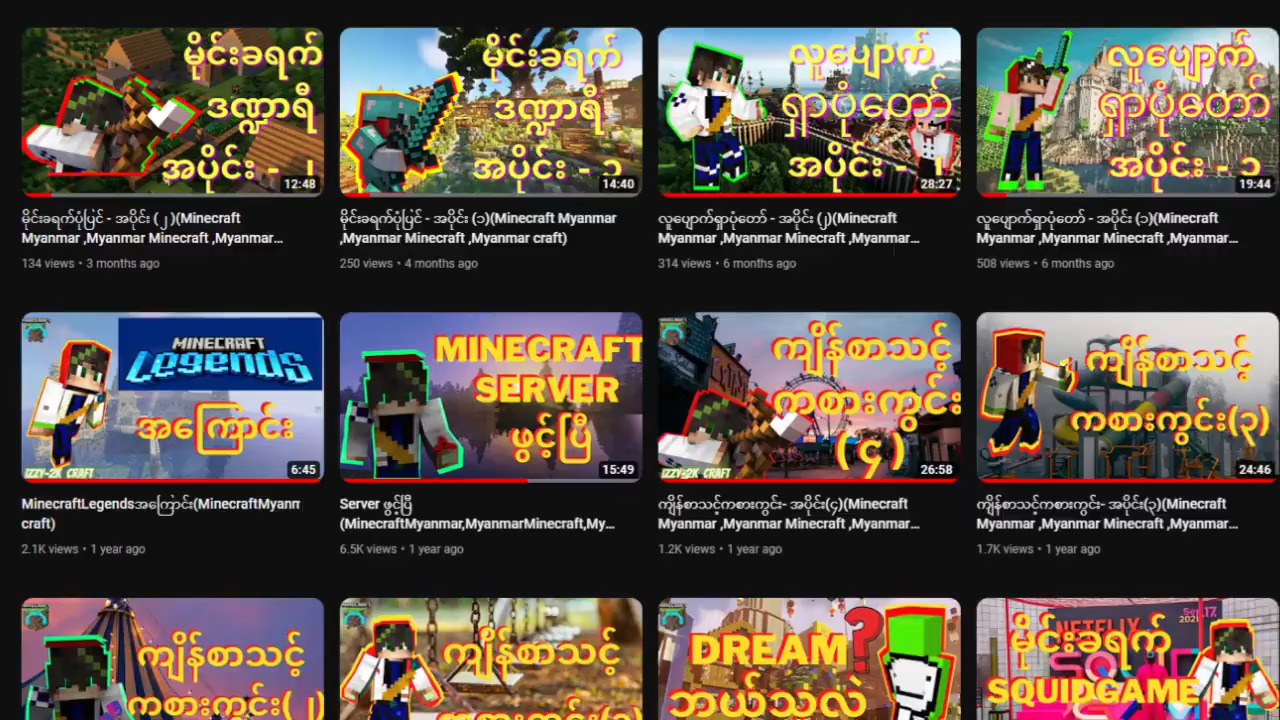 မိုင်းခရက်
ဒဏ္ဍာရီ
အပိုင်း - ၂
12:48
မိုင်းခရက်ပုံပြင် - အပိုင်း (၂)(Minecraft
Myanmar ,Myanmar Minecraft ,Myanmar...
134 views • 3 months ago
မိုင်းခရက်
ဒဏ္ဍာရီ
အပိုင်း - ၁
14:40
မိုင်းခရက်ပုံပြင် - အပိုင်း (၁)(Minecraft Myanmar
,Myanmar Minecraft ,Myanmar craft)
250 views • 4 months ago
လူပျောက်
ရှာပုံတော်
အပိုင်း -
28:27
လူပျောက်ရှာပုံတော် - အပိုင်း (၂)(Minecraft
Myanmar ,Myanmar Minecraft ,Myanmar...
314 views • 6 months ago
လူပျောက်
ရှာပုံတော်
အပိုင်း - ၁
19:44
လူပျောက်ရှာပုံတော် - အပိုင်း (၁)(Minecraft
Myanmar ,Myanmar Minecraft ,Myanmar...
508 views • 6 months ago
MINECRAFT
Legends
အကြောင်း
IZZY-2K CRAFT
6:45
MinecraftLegendsအကြောင်း(MinecraftMyanm
craft)
2.1K views • 1 year ago
MINECRAFT
SERVER
ဖွင့်ပြီ
15:49
Server ဖွင့်ပြီ
(MinecraftMyanmar,MyanmarMinecraft,My...
6.5K views • 1 year ago
ကျိန်စာသင့်
ကစားကွင်း
(၄)
IZZY-2K CRAFT
26:58
ကျိန်စာသင့်ကစားကွင်း- အပိုင်း(၄)(Minecraft
Myanmar ,Myanmar Minecraft ,Myanmar...
1.2K views • 1 year ago
ကျိန်စာသင့်
ကစားကွင်း(၃)
24:46
ကျိန်စာသင့်ကစားကွင်း- အပိုင်း(၃)(Minecraft
Myanmar ,Myanmar Minecraft ,Myanmar...
1.7K views • 1 year ago
ကျိန်စာသင့်
ကစားကွင်း(၂)
ကျိန်စာသင့်
DREAM?
ဘယ်သူလဲ
Sep.17.
2021
NETFLIX
မိုင်းခရက်
SQUIDGAME